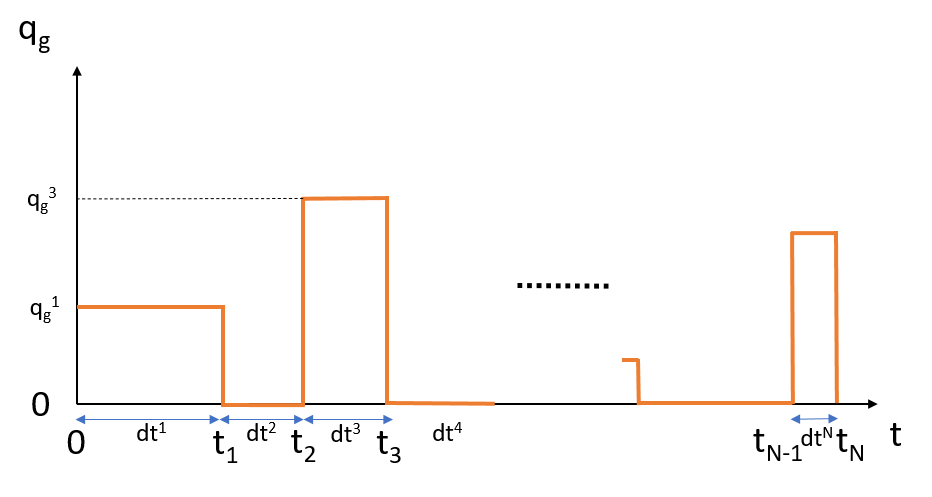 q_g
q_g^3
q_g^1
0
dt^1 dt^2 dt^3 dt^4 dt^N
0 t_1 t_2 t_3 t_{N-1} t_N t